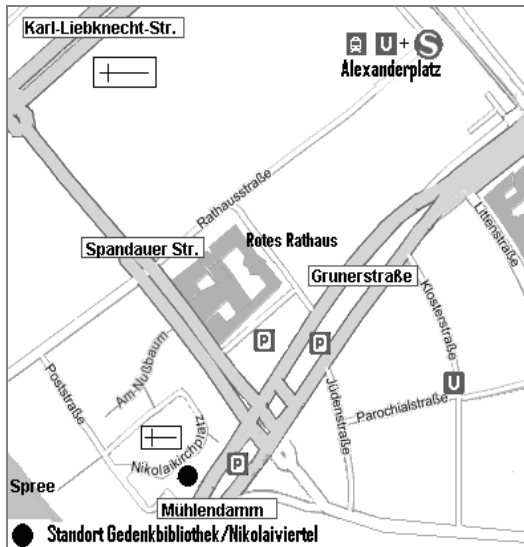 Karl-Liebknecht-Str.
U + S
Alexanderplatz
Rathausstraße
Littenstraße
Spandauer Str.
Rotes Rathaus
Grunerstraße
Klosterstraße
P
P
Am-Nußbaum
Poststraße
U
Jüdenstraße
Parochialstraße
Nikolaikirchplatz
P
Spree
Mühlendamm
Standort Gedenkbibliothek/Nikolaiviertel